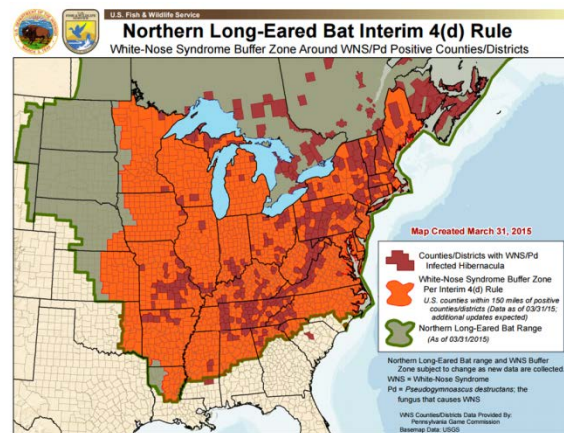 U.S. Fish & Wildlife Service
Northern Long-Eared Bat Interim 4(d) Rule
White-Nose Syndrome Buffer Zone Around WNS/Pd Positive Counties/Districts
Map Created March 31, 2015
Counties/Districts with WNS/Pd
Infected Hibernacula
White-Nose Syndrome Buffer Zone
Per Interim 4(d) Rule
U.S. counties within 150 miles of positive
counties/districts (Data as of 03/31/15;
additional updates expected)
Northern Long-Eared Bat Range
(As of 03/31/2015)
Northern Long-Eared Bat range and WNS Buffer
Zone subject to change as new data are collected.
WNS = White-Nose Syndrome
Pd = Pseudogymnoascus destructans; the
fungus that causes WNS
WNS Counties/Districts Data Provided By:
Pennsylvania Game Commission
Basemap Data: USGS